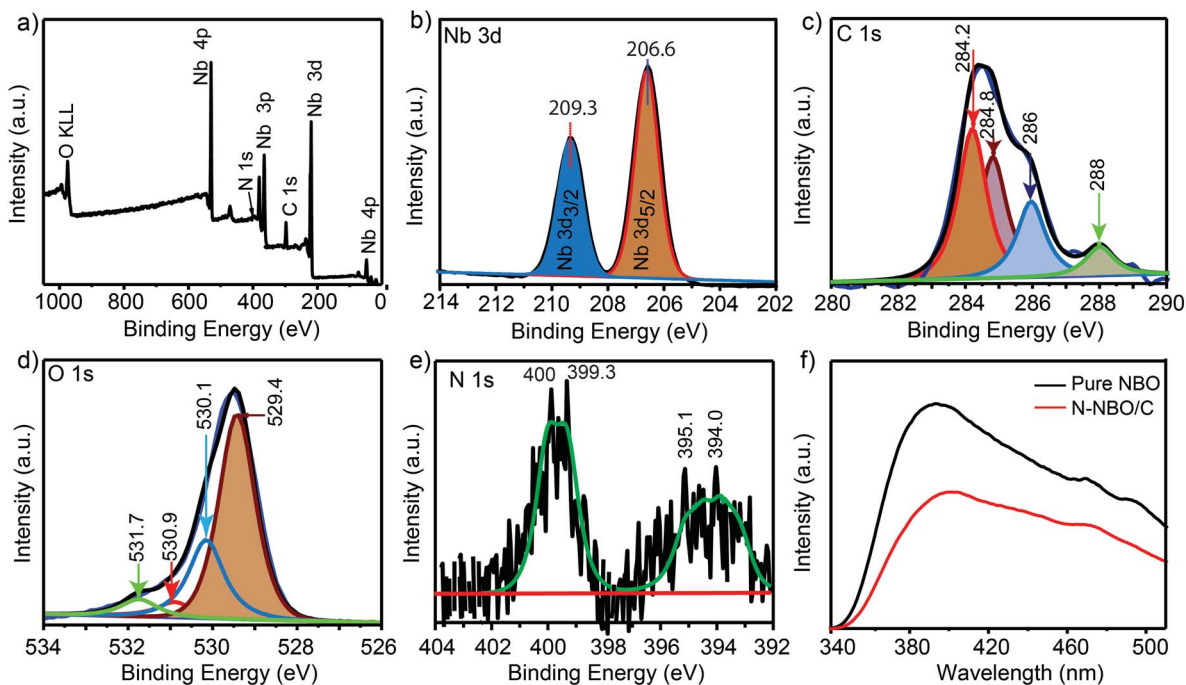 a)
Intensity (a.u.)
O KLL
Nb 4p
N 1s
Nb 3p
C 1s
Nb 3d
Nb 4p
1000 800 600 400 200 0
Binding Energy (eV)
b)
Nb 3d
Intensity (a.u.)
209.3
206.6
Nb 3d3/2
Nb 3d5/2
214 212 210 208 206 204 202
Binding Energy (eV)
c)
C 1s
Intensity (a.u.)
284.2
284.8
286
288
280 282 284 286 288 290
Binding Energy (eV)
d)
O 1s
Intensity (a.u.)
531.7
530.9
530.1
529.4
534 532 530 528 526
Binding Energy (eV)
e)
N 1s
Intensity (a.u.)
400
399.3
395.1
394.0
404 402 400 398 396 394 392
Binding Energy (eV)
f)
Intensity (a.u.)
Pure NBO
N-NBO/C
340 380 420 460 500
Wavelength (nm)